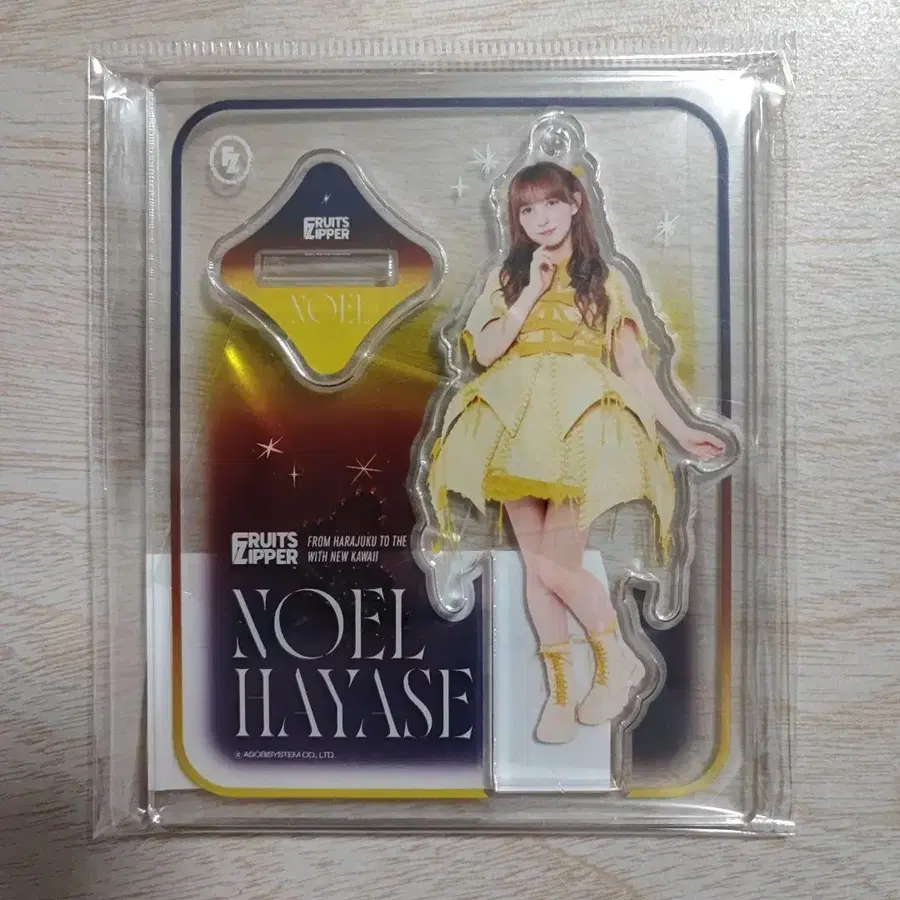 FZ
FRUITS
ZIPPER
NOEL
FRUITS
ZIPPER
FROM HARAJUKU TO THE
WITH NEW KAWAII
NOEL
HAYASE
© ASOBISYSTEM CO., LTD.